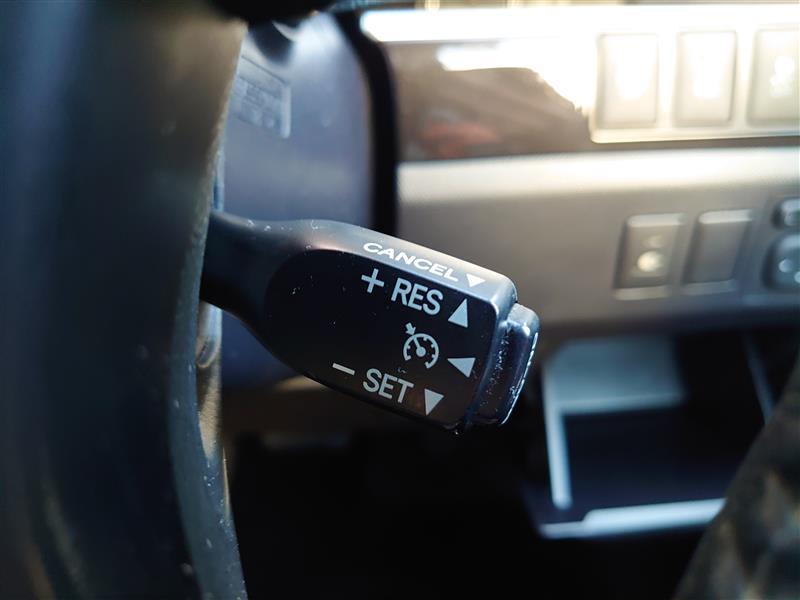 CANCEL ▼
+ RES ▲
– SET ▼